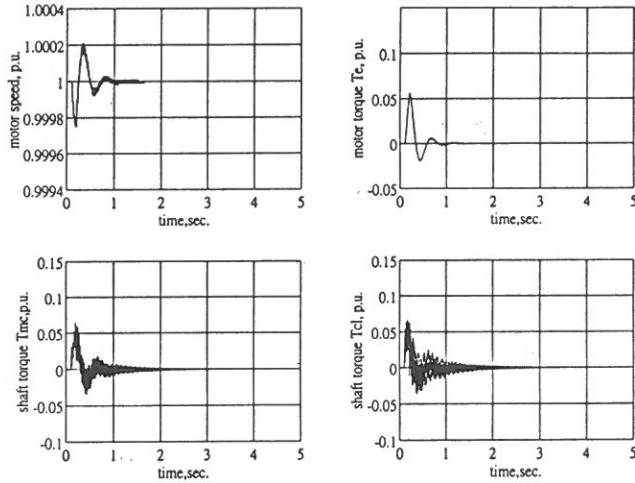 1.0004
1.0002
1
0.9998
0.9996
0.9994
motor speed, p.u.
0 1 2 3 4 5
time,sec.
0.15
0.10
0.05
0
-0.05
motor torque Te, p.u.
0 1 2 3 4 5
time,sec.
0.15
0.1
0.05
0
-0.05
-0.1
shaft torque Tmc,p.u.
0 1 2 3 4 5
time,sec.
0.15
0.10
0.05
0
-0.05
-0.1
shaft torque Tcl, p.u.
0 1 2 3 4 5
time,sec.